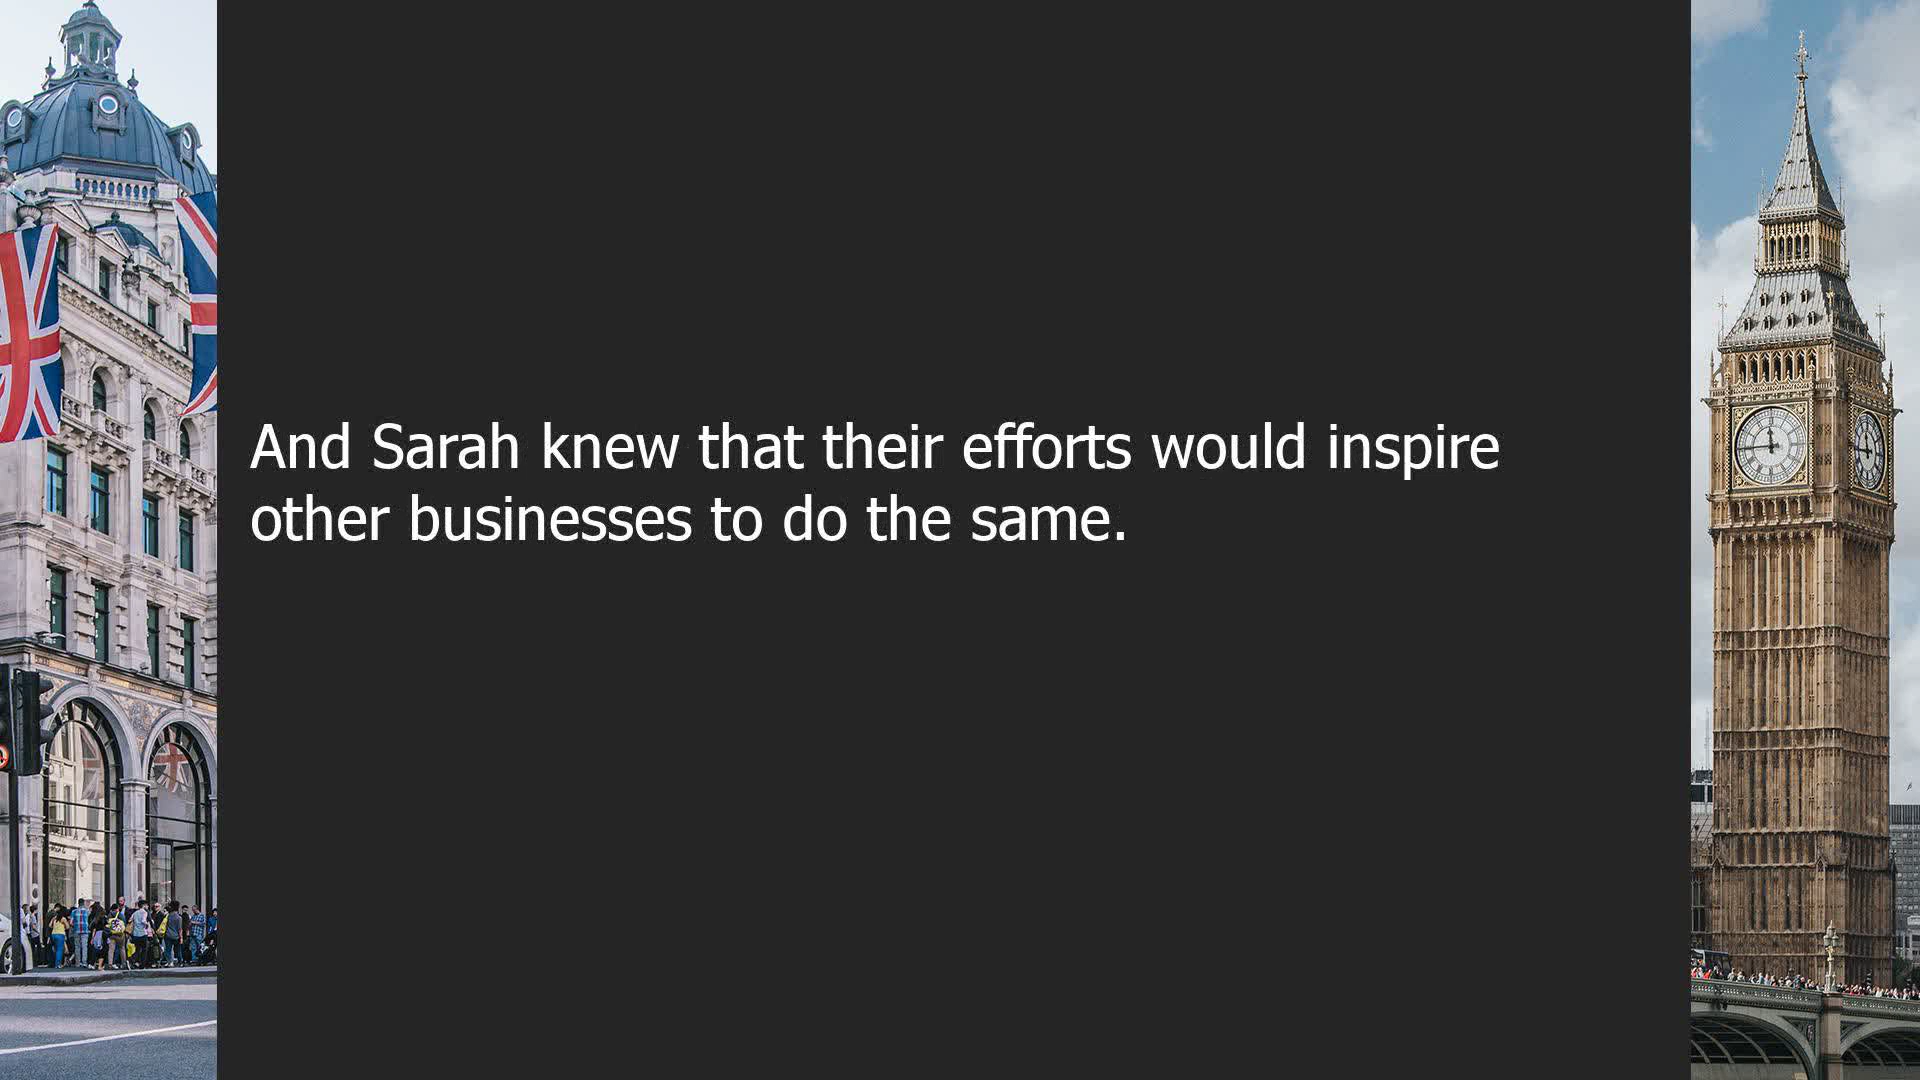 And Sarah knew that their efforts would inspire
other businesses to do the same.